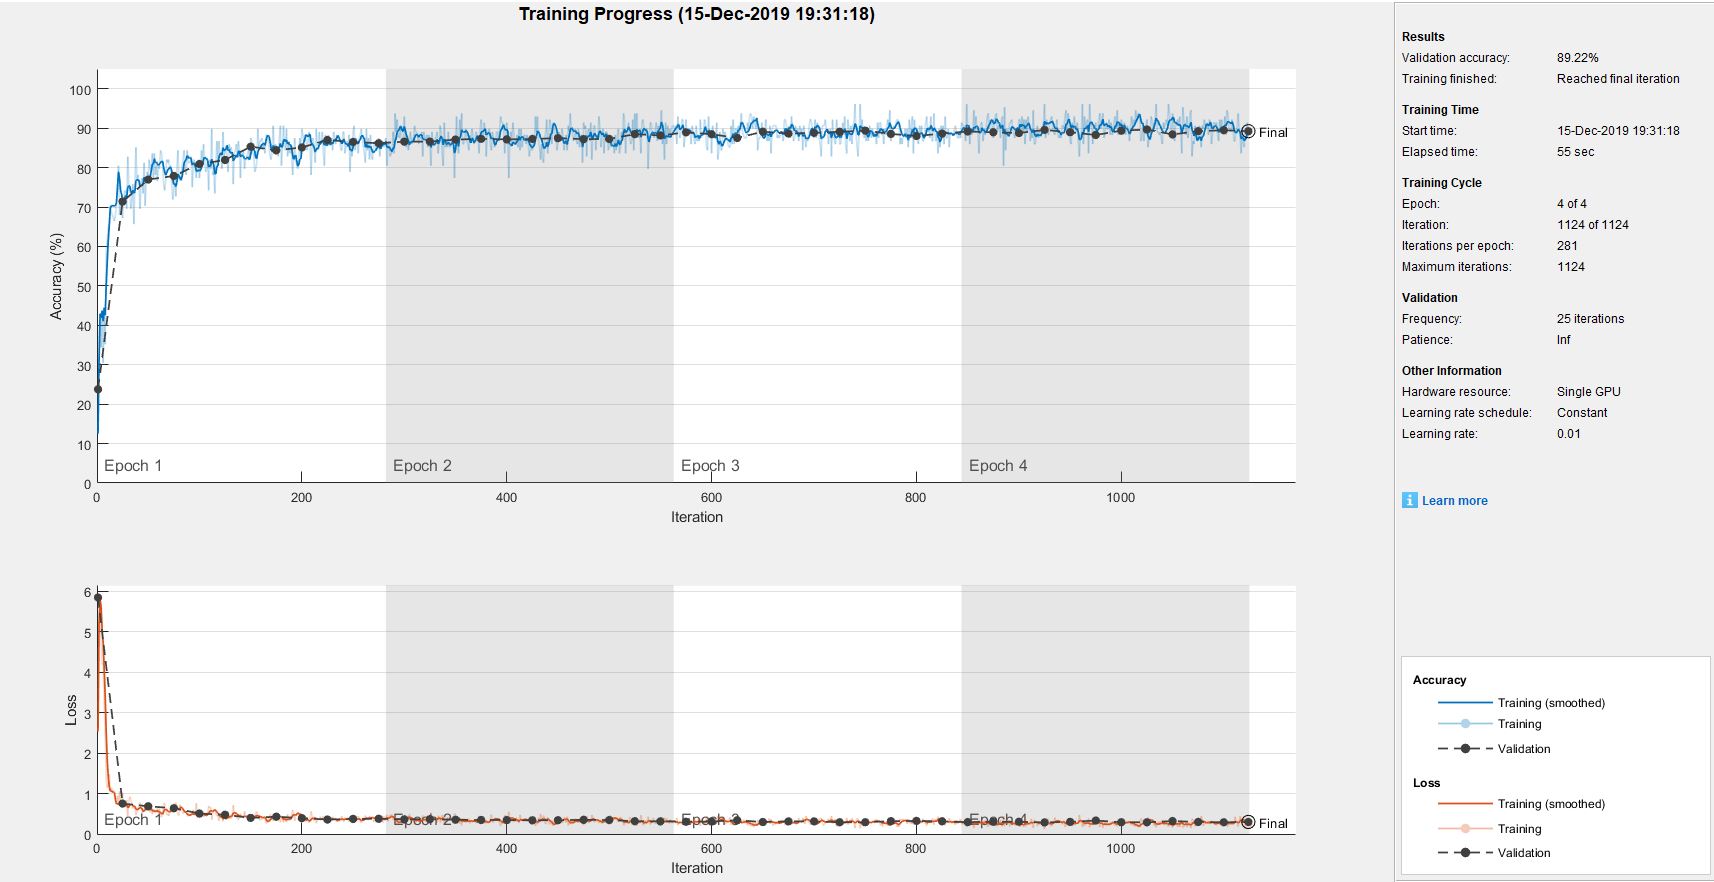 Training Progress (15-Dec-2019 19:31:18)
100
90
80
70
60
50
40
30
20
10
0
Accuracy (%)
Final
Epoch 1 Epoch 2 Epoch 3 Epoch 4
0 200 400 600 800 1000
Iteration
6
5
4
3
2
1
0
Loss
Final
Epoch 1 Epoch 2 Epoch 3 Epoch 4
0 200 400 600 800 1000
Iteration
Results
Validation accuracy: 89.22%
Training finished: Reached final iteration
Training Time
Start time: 15-Dec-2019 19:31:18
Elapsed time: 55 sec
Training Cycle
Epoch: 4 of 4
Iteration: 1124 of 1124
Iterations per epoch: 281
Maximum iterations: 1124
Validation
Frequency: 25 iterations
Patience: Inf
Other Information
Hardware resource: Single GPU
Learning rate schedule: Constant
Learning rate: 0.01
i Learn more
Accuracy
Training (smoothed)
Training
Validation
Loss
Training (smoothed)
Training
Validation